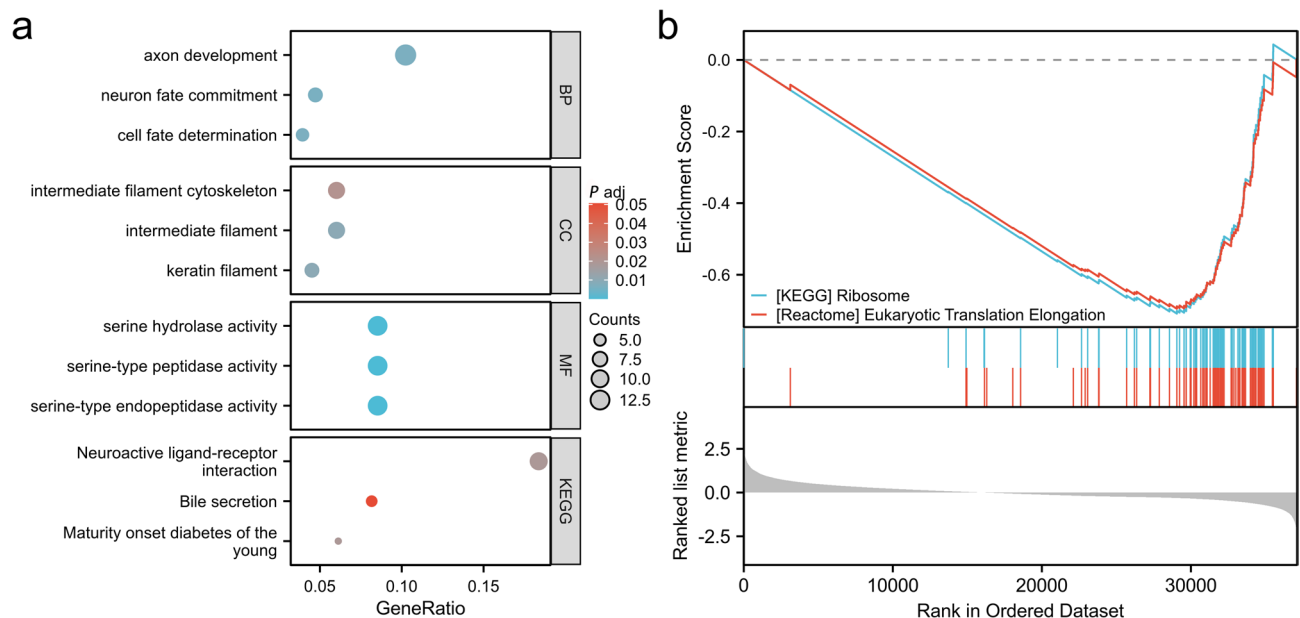 a
axon development
neuron fate commitment
cell fate determination
BP
intermediate filament cytoskeleton
intermediate filament
keratin filament
CC
serine hydrolase activity
serine-type peptidase activity
serine-type endopeptidase activity
MF
Neuroactive ligand-receptor
interaction
Bile secretion
Maturity onset diabetes of the
young
KEGG
0.05
0.10
0.15
GeneRatio
P adj
0.05
0.04
0.03
0.02
0.01
Counts
5.0
7.5
10.0
12.5
b
Enrichment Score
0.0
-0.2
-0.4
-0.6
[KEGG] Ribosome
[Reactome] Eukaryotic Translation Elongation
Ranked list metric
2.5
0.0
-2.5
0
10000
20000
30000
Rank in Ordered Dataset